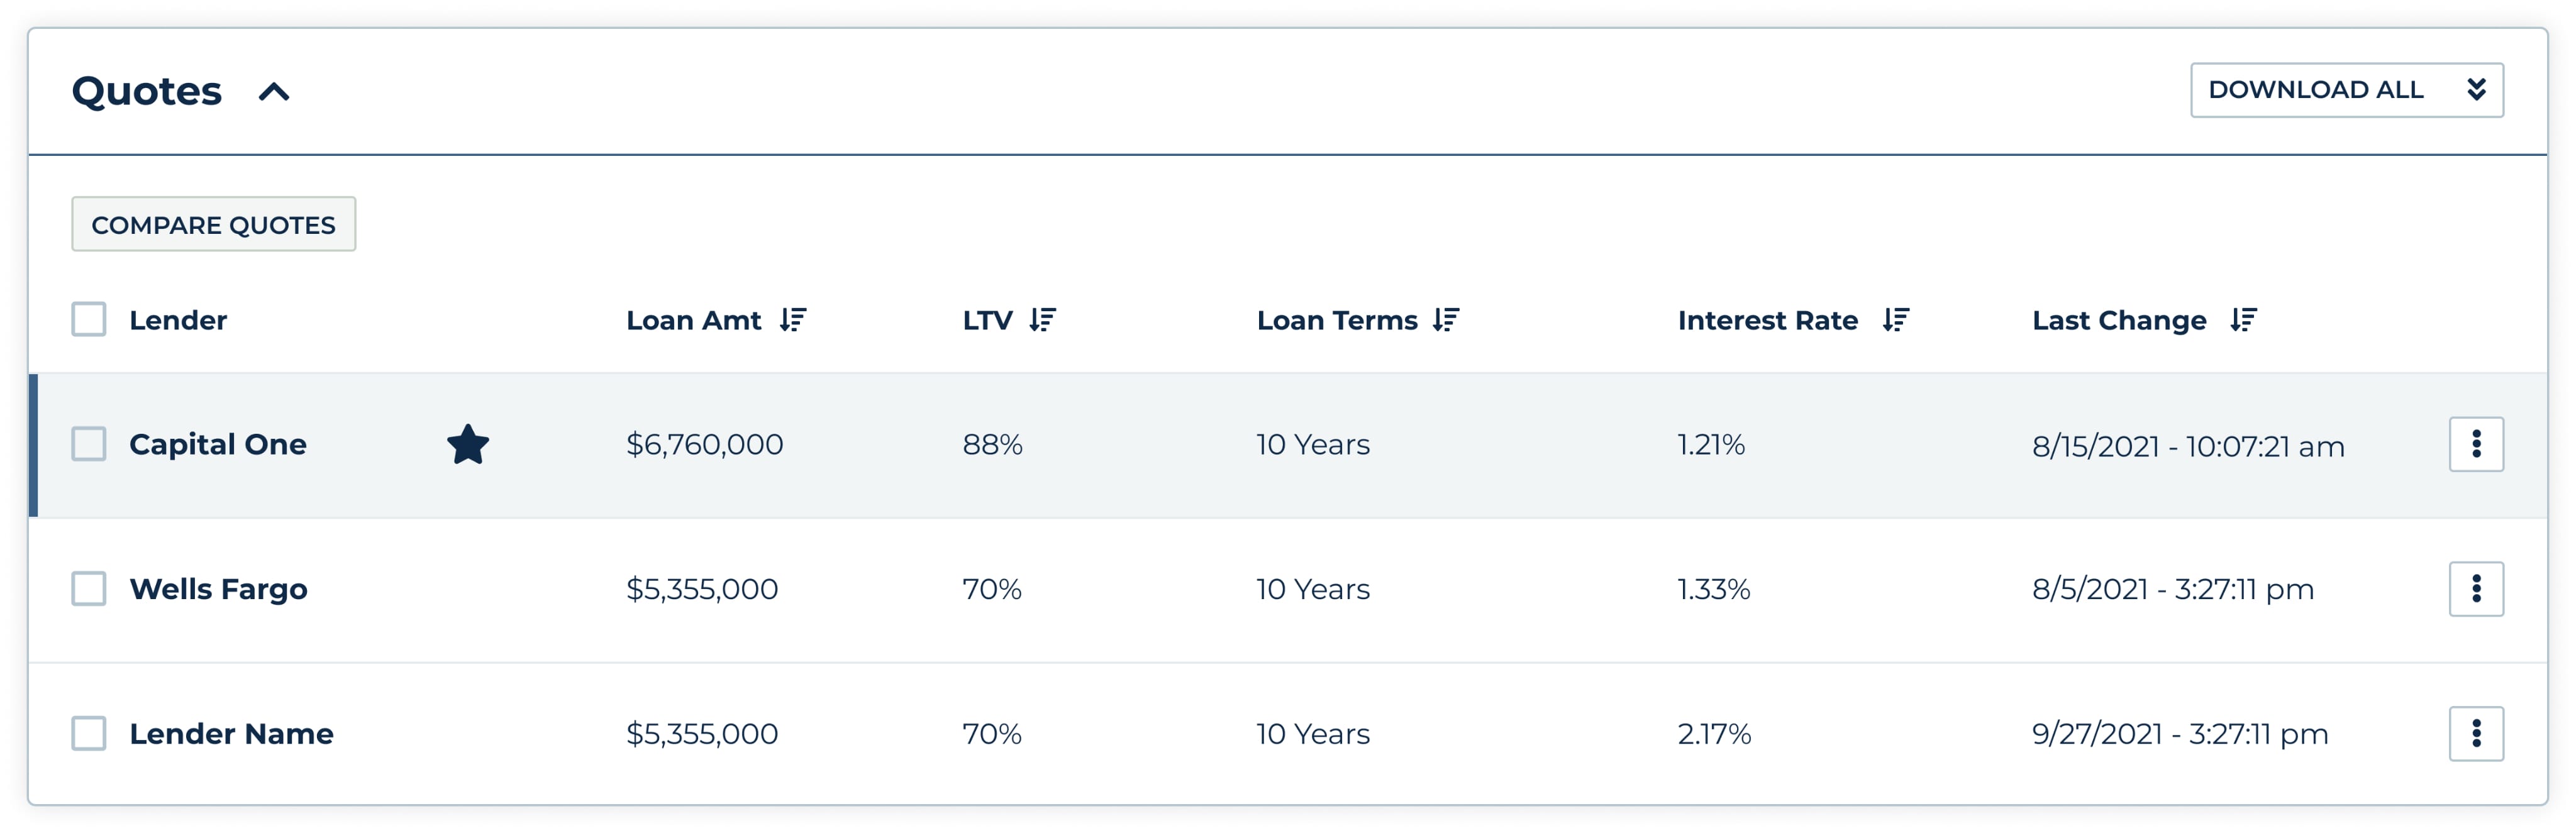 Quotes
DOWNLOAD ALL
COMPARE QUOTES
Lender Loan Amt LTV Loan Terms Interest Rate Last Change
Capital One $6,760,000 88% 10 Years 1.21% 8/15/2021 - 10:07:21 am
Wells Fargo $5,355,000 70% 10 Years 1.33% 8/5/2021 - 3:27:11 pm
Lender Name $5,355,000 70% 10 Years 2.17% 9/27/2021 - 3:27:11 pm